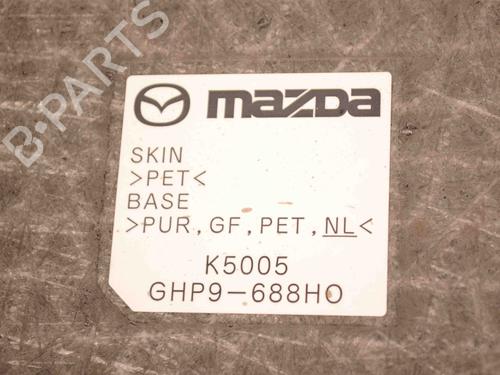 B-PARTS
mazda
SKIN
>PET<
BASE
>PUR,GF,PET,NL<
K5005
GHP9-688H0